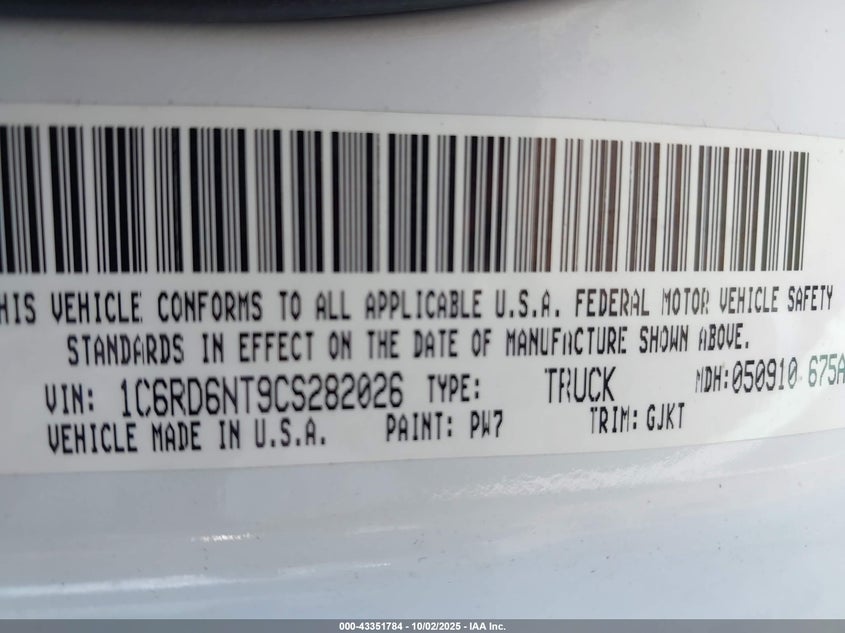 HIS VEHICLE CONFORMS TO ALL APPLICABLE U.S.A. FEDERAL MOTOR VEHICLE SAFETY
STANDARDS IN EFFECT ON THE DATE OF MANUFACTURE SHOWN ABOVE.
VIN: 1C6RD6NT9CS282026 TYPE: TRUCK MDH:050910 675A
VEHICLE MADE IN U.S.A. PAINT: PW7 TRIM: GJKT
000-43351784 - 10/02/2025 - IAA Inc.